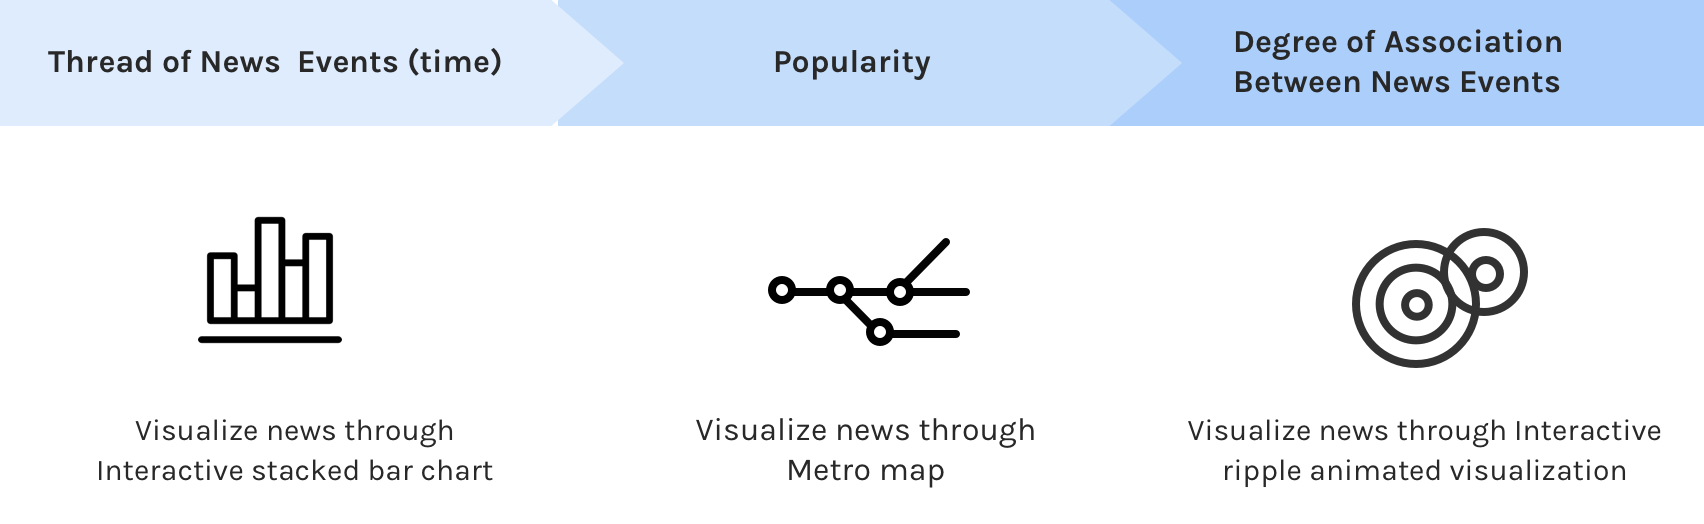 Thread of News  Events (time)
Popularity
Degree of Association
Between News Events
Visualize news through
Interactive stacked bar chart
Visualize news through
Metro map
Visualize news through Interactive
ripple animated visualization